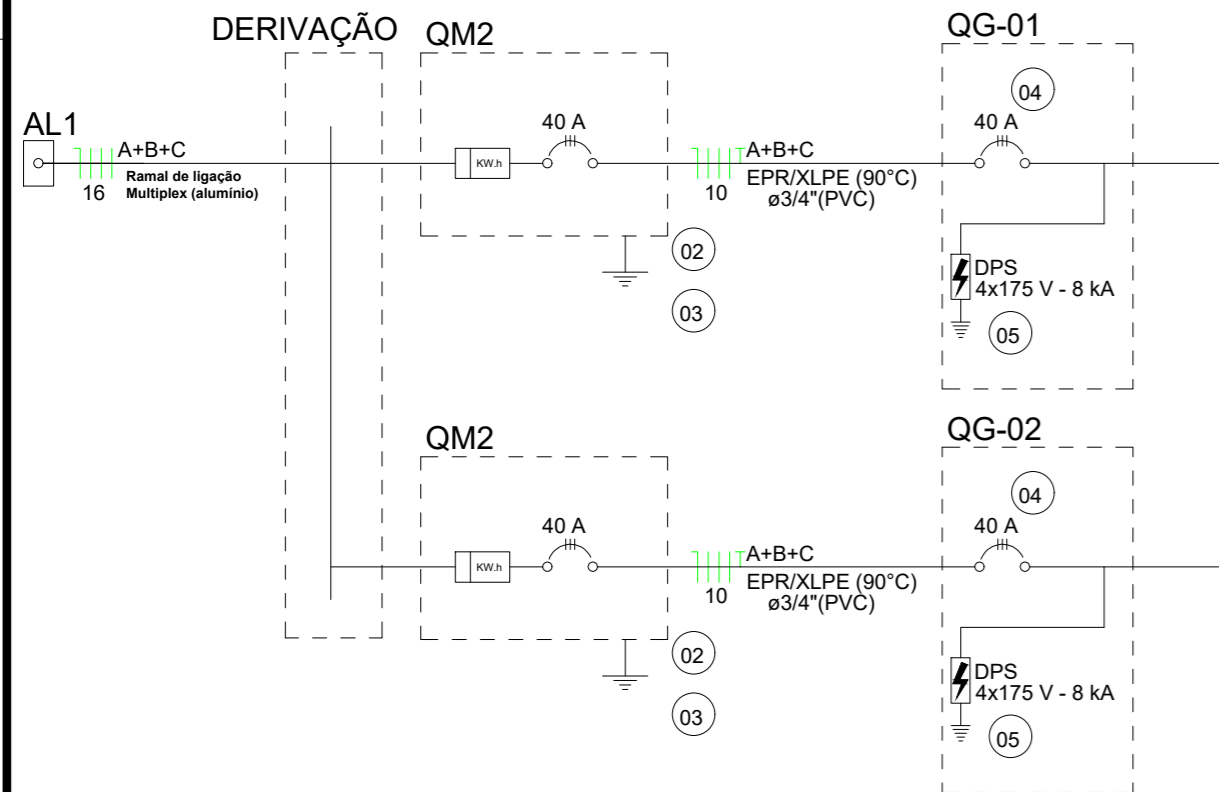 DERIVAÇÃO
QM2
QG-01
04
40 A
40 A
AL1
A+B+C
Ramal de ligação
Multiplex (alumínio)
16
KW.h
A+B+C
EPR/XLPE (90°C)
ø3/4"(PVC)
10
02
03
DPS
4x175 V - 8 kA
05
QM2
QG-02
04
40 A
40 A
KW.h
A+B+C
EPR/XLPE (90°C)
ø3/4"(PVC)
10
02
03
DPS
4x175 V - 8 kA
05